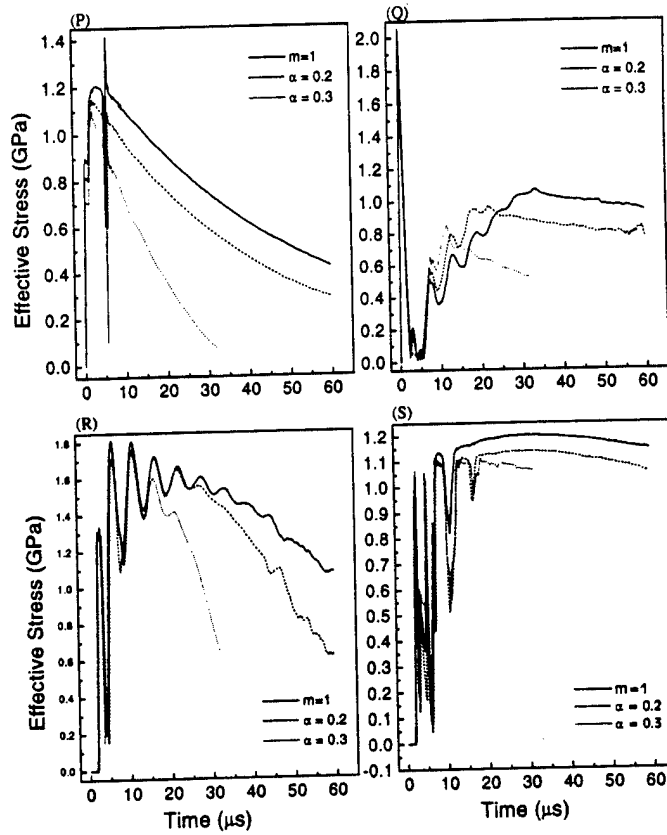 (P)
Effective Stress (GPa)
1.4
1.2
1.0
0.8
0.6
0.4
0.2
0.0
0 10 20 30 40 50 60
m=1
α = 0.2
α = 0.3
(Q)
2.0
1.8
1.6
1.4
1.2
1.0
0.8
0.6
0.4
0.2
0.0
0 10 20 30 40 50 60
m=1
α = 0.2
α = 0.3
(R)
Effective Stress (GPa)
1.8
1.6
1.4
1.2
1.0
0.8
0.6
0.4
0.2
0.0
0 10 20 30 40 50 60
Time (μs)
m=1
α = 0.2
α = 0.3
(S)
1.2
1.1
1.0
0.9
0.8
0.7
0.6
0.5
0.4
0.3
0.2
0.1
0.0
-0.1
0 10 20 30 40 50 60
Time (μs)
m=1
α = 0.2
α = 0.3